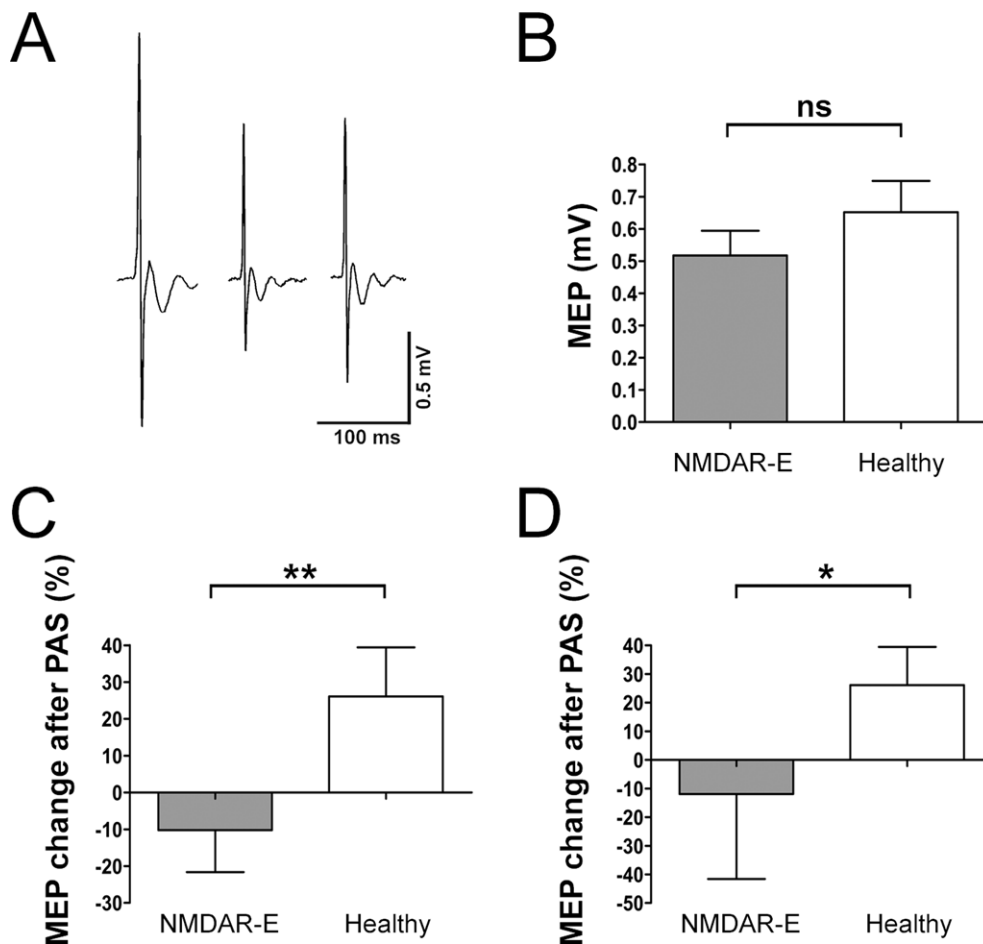 A
0.5 mV
100 ms
B
ns
MEP (mV)
0.8
0.7
0.6
0.5
0.4
0.3
0.2
0.1
0.0
NMDAR-E Healthy
C
**
MEP change after PAS (%)
40
30
20
10
0
-10
-20
-30
NMDAR-E Healthy
D
*
MEP change after PAS (%)
40
30
20
10
0
-10
-20
-30
-40
-50
NMDAR-E Healthy